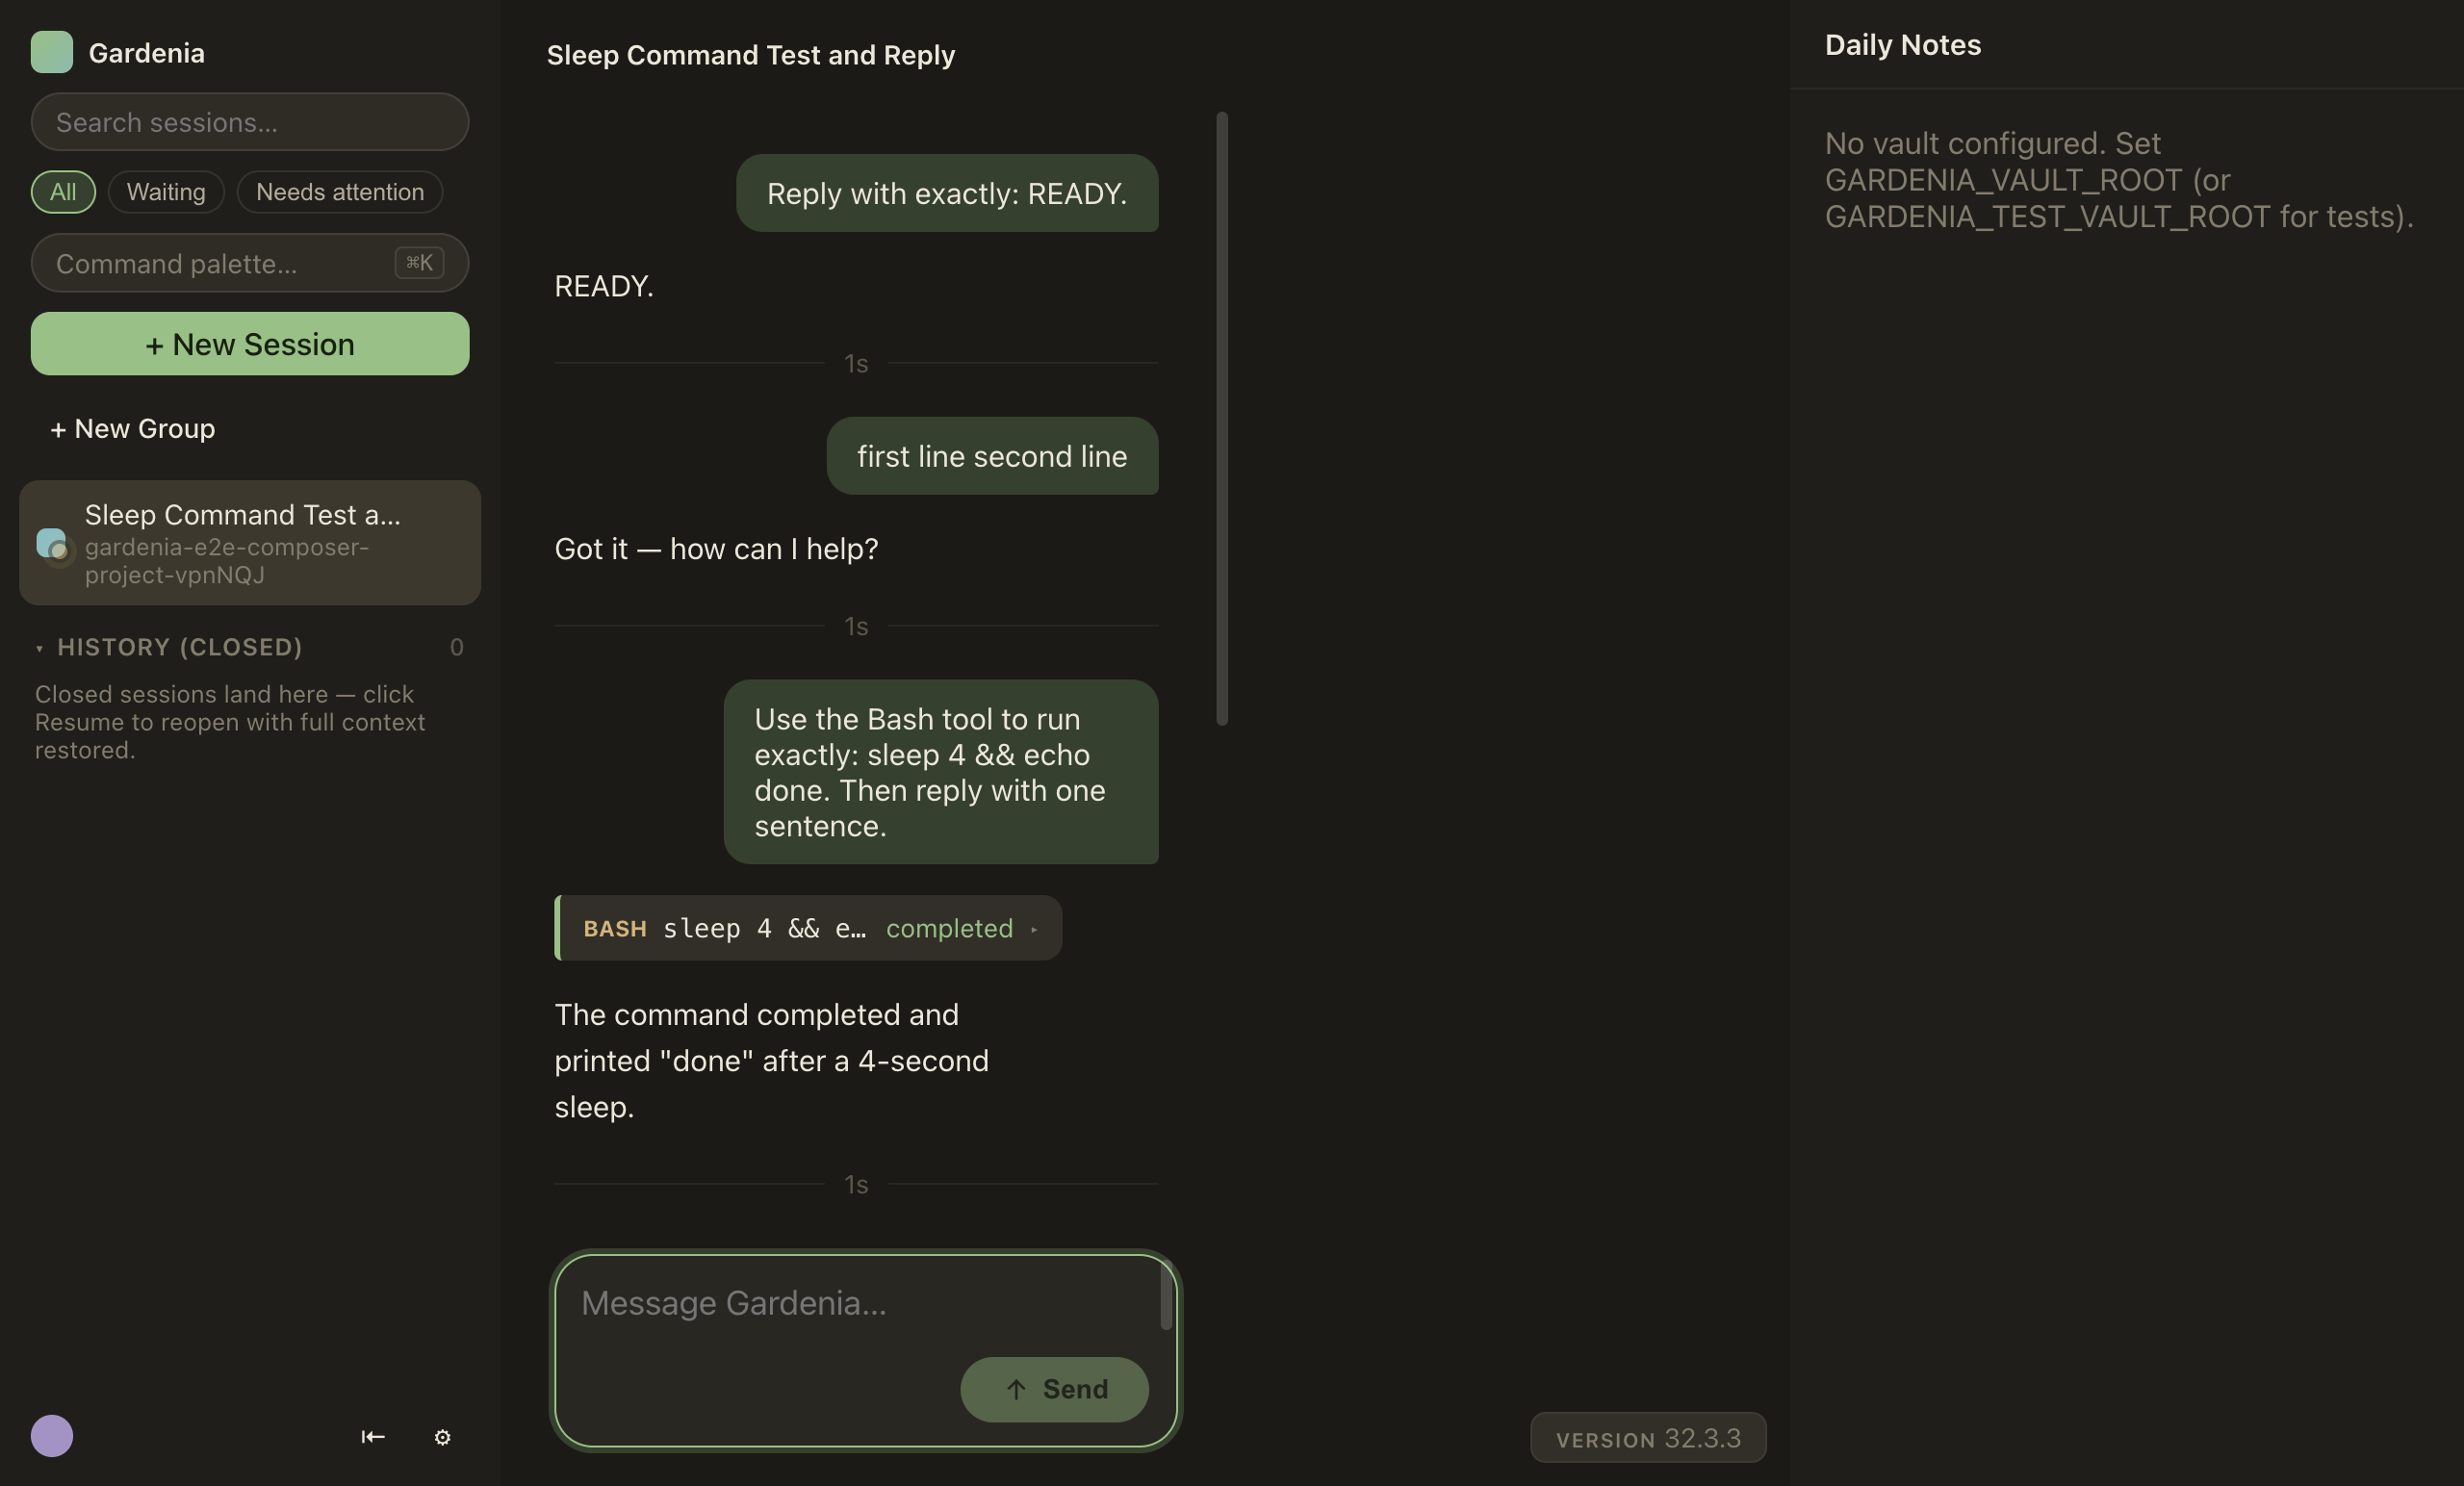 Gardenia
Search sessions...
All
Waiting
Needs attention
Command palette...
⌘K
+ New Session
+ New Group
Sleep Command Test a...
gardenia-e2e-composer-
project-vpnNQJ
HISTORY (CLOSED)
0
Closed sessions land here — click
Resume to reopen with full context
restored.
Sleep Command Test and Reply
Reply with exactly: READY.
READY.
1s
first line second line
Got it — how can I help?
1s
Use the Bash tool to run
exactly: sleep 4 && echo
done. Then reply with one
sentence.
BASH sleep 4 && e… completed
The command completed and
printed "done" after a 4-second
sleep.
1s
Message Gardenia...
↑ Send
VERSION 32.3.3
Daily Notes
No vault configured. Set
GARDENIA_VAULT_ROOT (or
GARDENIA_TEST_VAULT_ROOT for tests).